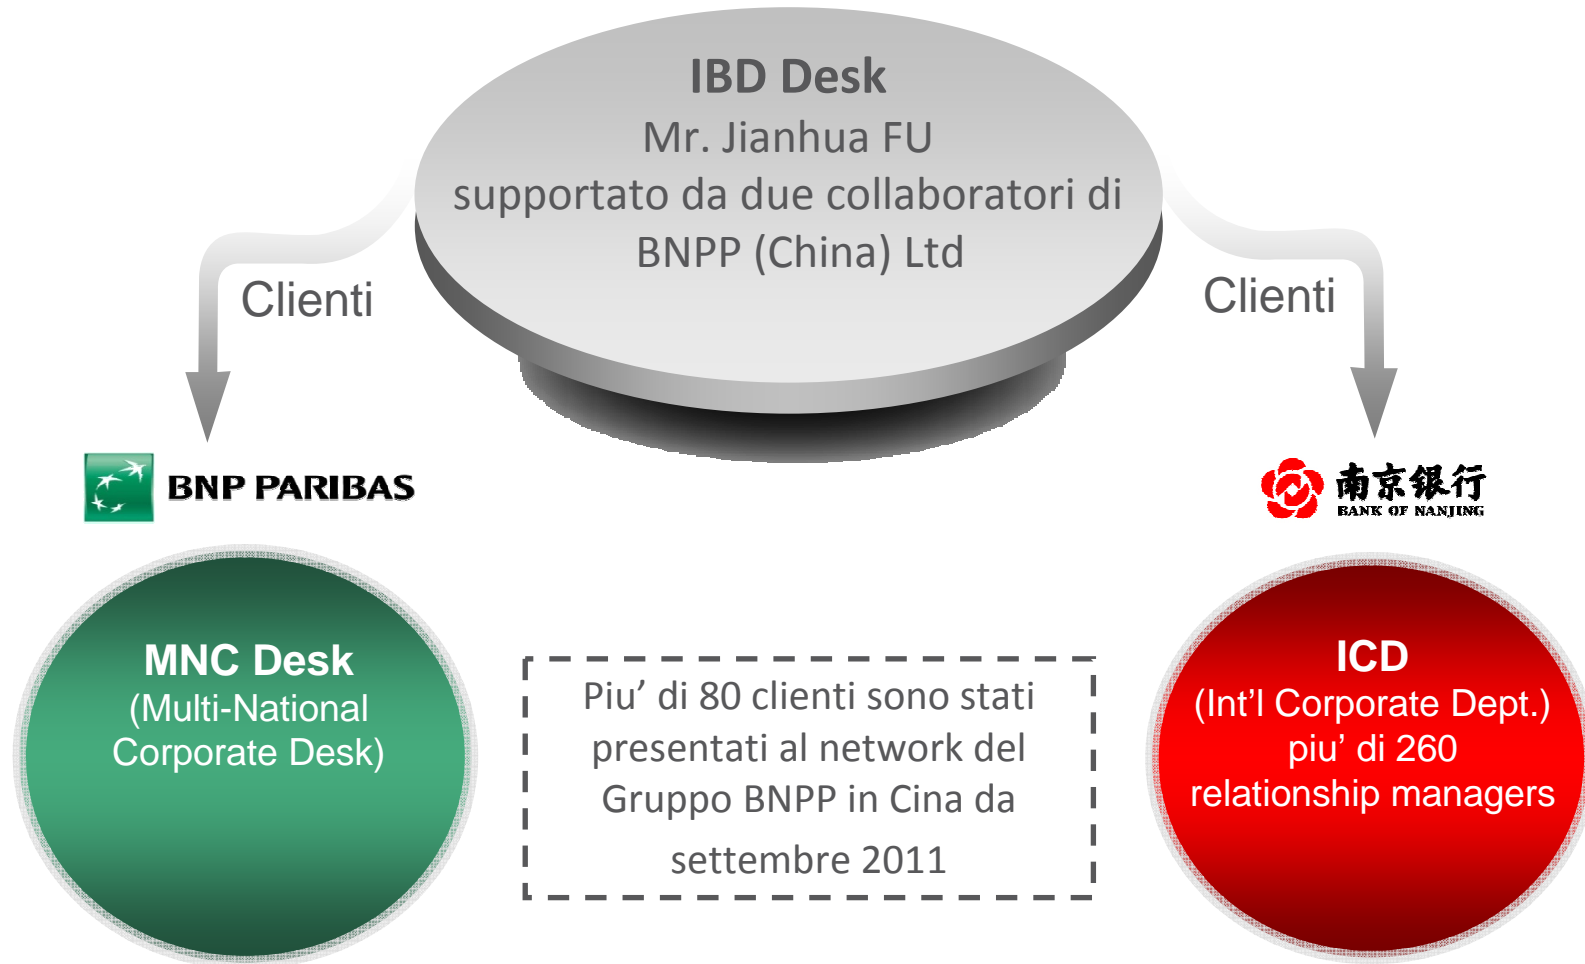 IBD Desk
Mr. Jianhua FU
supportato da due collaboratori di
BNPP (China) Ltd
Clienti
Clienti
BNP PARIBAS
南京银行
BANK OF NANJING
MNC Desk
(Multi-National
Corporate Desk)
Piu’ di 80 clienti sono stati
presentati al network del
Gruppo BNPP in Cina da
settembre 2011
ICD
(Int’l Corporate Dept.)
piu’ di 260
relationship managers